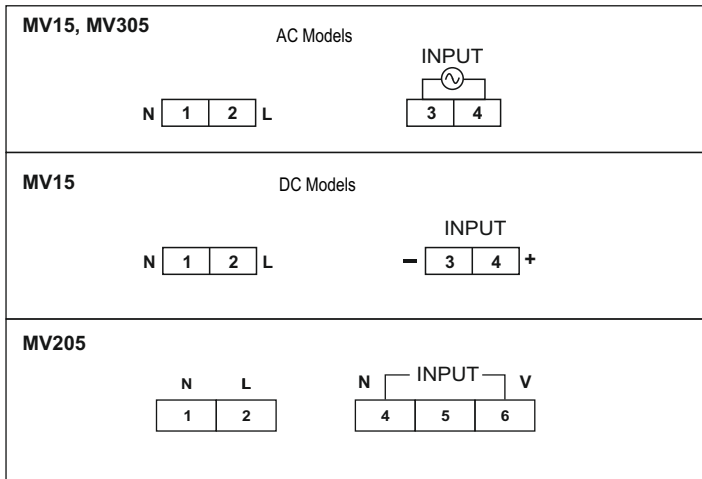 MV15, MV305
AC Models
INPUT
N 1 2 L
3 4
MV15
DC Models
INPUT
N 1 2 L
– 3 4 +
MV205
N L
1 2
N INPUT V
4 5 6